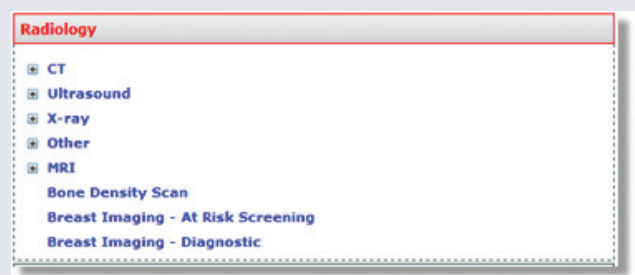 Radiology
CT
Ultrasound
X-ray
Other
MRI
Bone Density Scan
Breast Imaging - At Risk Screening
Breast Imaging - Diagnostic